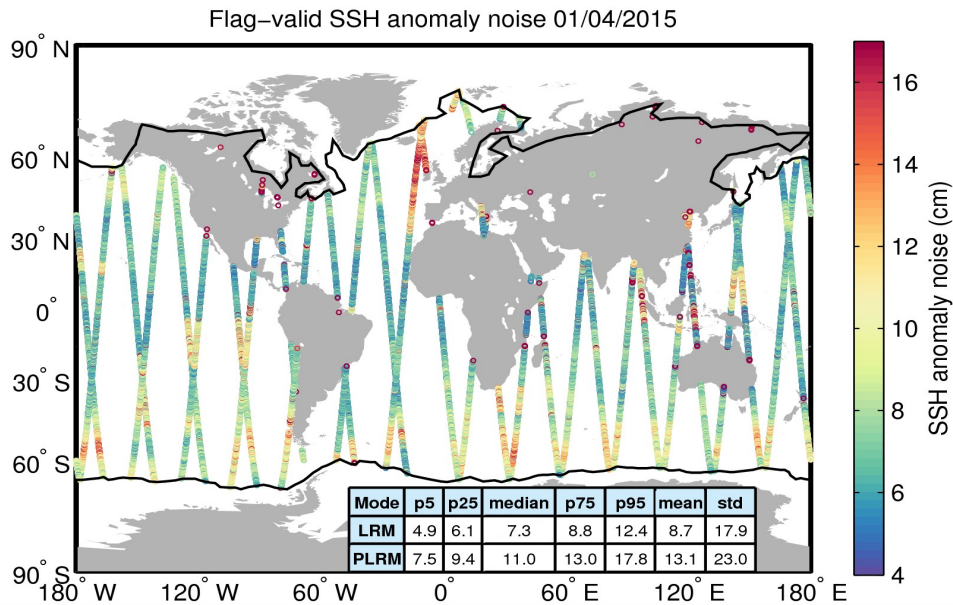 Flag−valid SSH anomaly noise 01/04/2015
90° N
60° N
30° N
0°
30° S
60° S
90° S
180° W
120° W
60° W
0°
60° E
120° E
180° E
Mode p5 p25 median p75 p95 mean std
LRM 4.9 6.1 7.3 8.8 12.4 8.7 17.9
PLRM 7.5 9.4 11.0 13.0 17.8 13.1 23.0
16
14
12
10
8
6
4
SSH anomaly noise (cm)